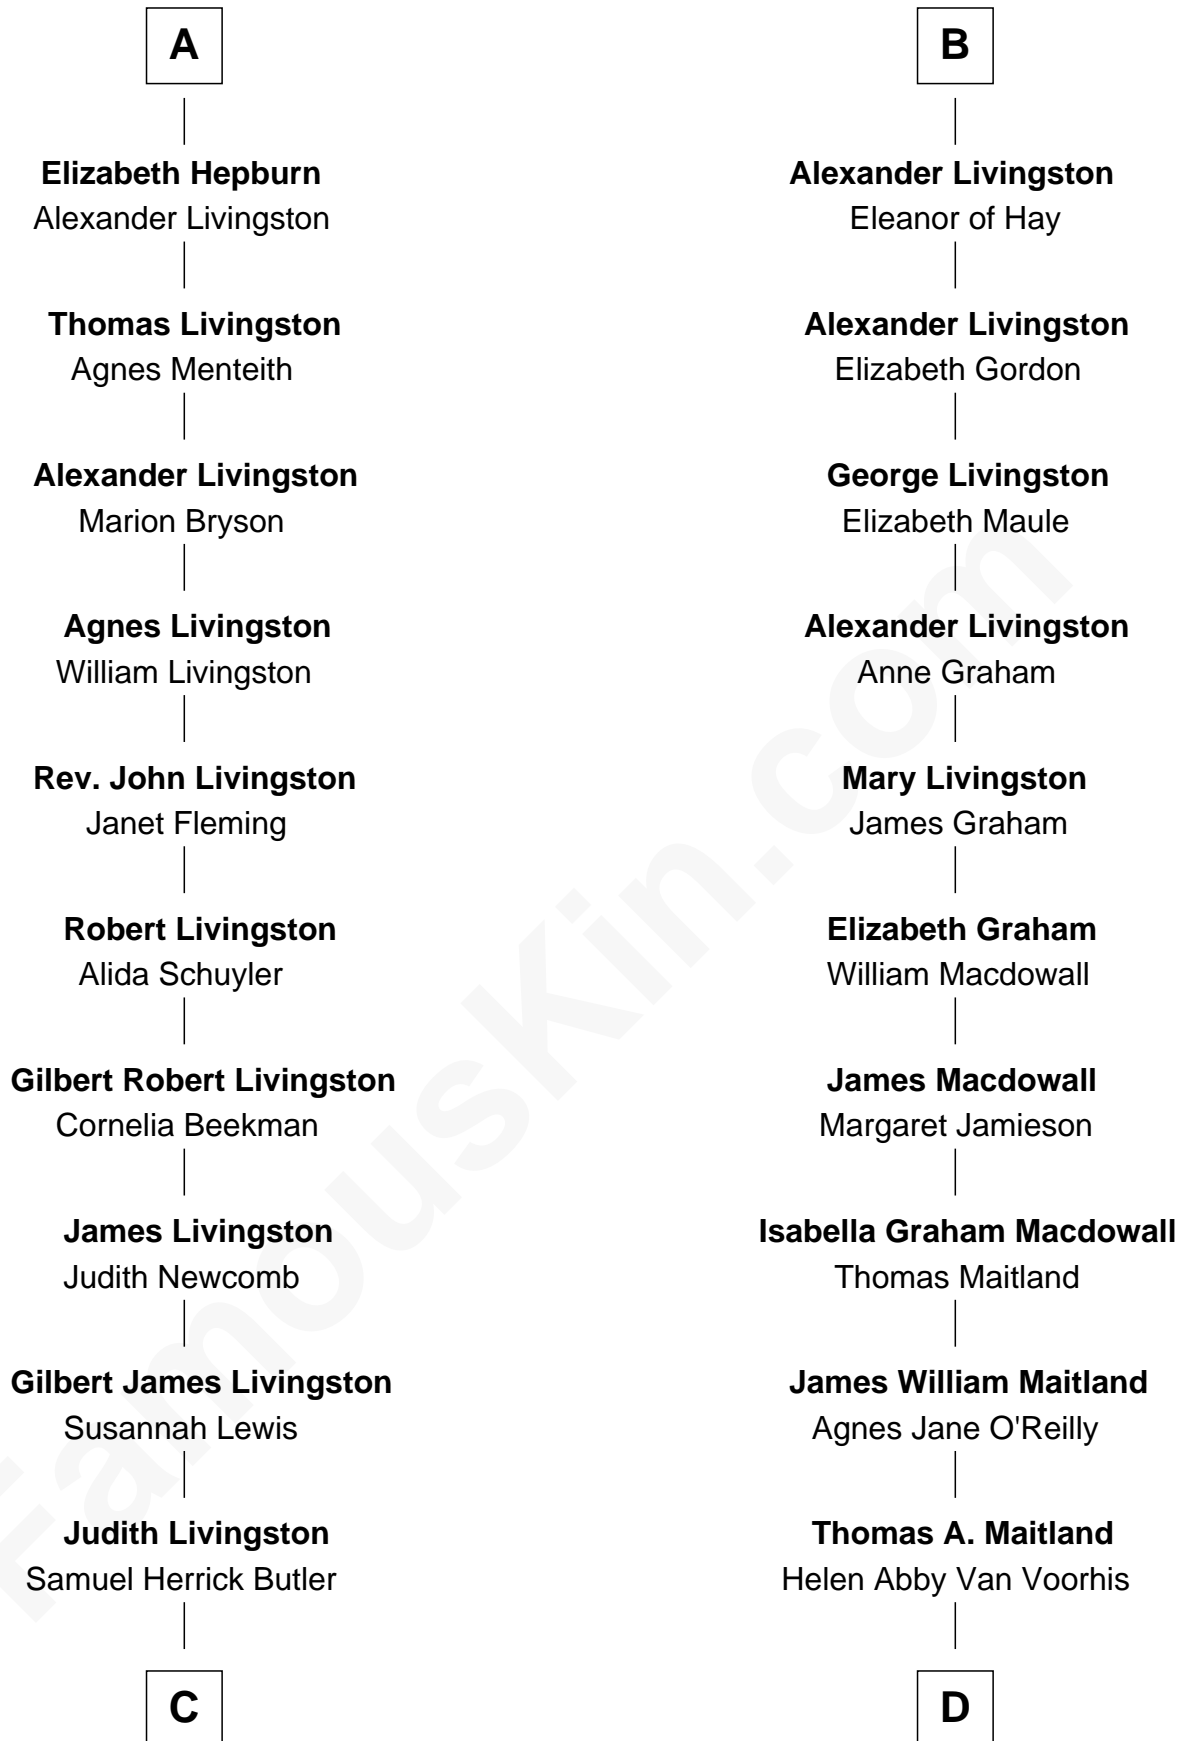 A
Elizabeth Hepburn
Alexander Livingston
Thomas Livingston
Agnes Menteith
Alexander Livingston
Marion Bryson
Agnes Livingston
William Livingston
Rev. John Livingston
Janet Fleming
Robert Livingston
Alida Schuyler
Gilbert Robert Livingston
Cornelia Beekman
James Livingston
Judith Newcomb
Gilbert James Livingston
Susannah Lewis
Judith Livingston
Samuel Herrick Butler
C
B
Alexander Livingston
Eleanor of Hay
Alexander Livingston
Elizabeth Gordon
George Livingston
Elizabeth Maule
Alexander Livingston
Anne Graham
Mary Livingston
James Graham
Elizabeth Graham
William Macdowall
James Macdowall
Margaret Jamieson
Isabella Graham Macdowall
Thomas Maitland
James William Maitland
Agnes Jane O'Reilly
Thomas A. Maitland
Helen Abby Van Voorhis
D
FamousKin.com